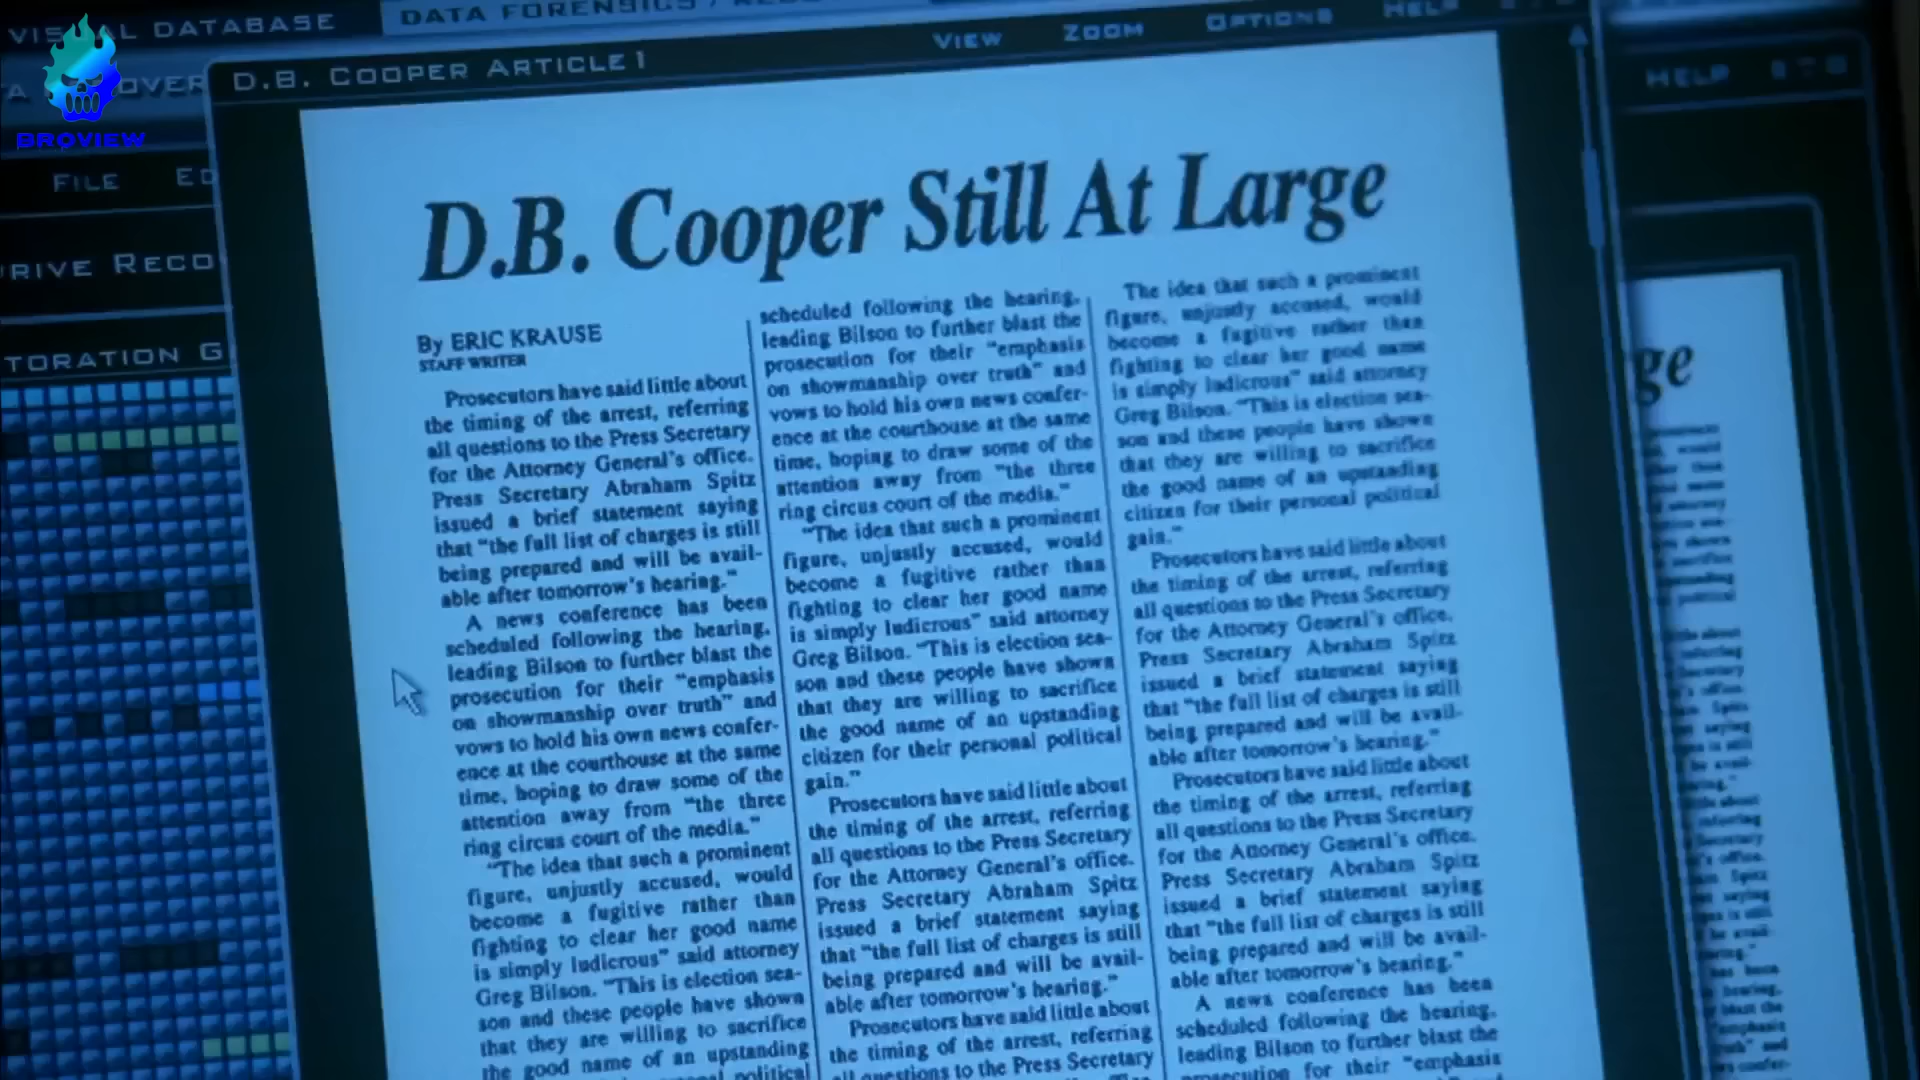 DATA FORENSICS /
VISUAL DATABASE
D.B. COOPER ARTICLE 1
VIEW ZOOM OPTIONS HELP
HELP
BROVIEW
FILE
D.B. Cooper Still At Large
By ERIC KRAUSE
STAFF WRITER
Prosecutors have said little about
the timing of the arrest, referring
all questions to the Press Secretary
for the Attorney General's office.
Press Secretary Abraham Spitz
issued a brief statement saying
that "the full list of charges is still
being prepared and will be avail-
able after tomorrow's hearing."
A news conference has been
scheduled following the hearing,
leading Bilson to further blast the
prosecution for their "emphasis
on showmanship over truth" and
vows to hold his own news confer-
ence at the courthouse at the same
time, hoping to draw some of the
attention away from "the three
ring circus court of the media."
"The idea that such a prominent
figure, unjustly accused, would
become a fugitive rather than
fighting to clear her good name
is simply ludicrous" said attorney
Greg Bilson. "This is election sea-
son and these people have shown
that they are willing to sacrifice
the good name of an upstanding
scheduled following the hearing,
leading Bilson to further blast the
prosecution for their "emphasis
on showmanship over truth" and
vows to hold his own news confer-
ence at the courthouse at the same
time, hoping to draw some of the
attention away from "the three
ring circus court of the media."
"The idea that such a prominent
figure, unjustly accused, would
become a fugitive rather than
fighting to clear her good name
is simply ludicrous" said attorney
Greg Bilson. "This is election sea-
son and these people have shown
that they are willing to sacrifice
the good name of an upstanding
citizen for their personal political
gain."
Prosecutors have said little about
the timing of the arrest, referring
all questions to the Press Secretary
for the Attorney General's office.
Press Secretary Abraham Spitz
issued a brief statement saying
that "the full list of charges is still
being prepared and will be avail-
able after tomorrow's hearing."
Prosecutors have said little about
the timing of the arrest, referring
all questions to the Press Secretary
The idea that such a prominent
figure, unjustly accused, would
become a fugitive rather than
fighting to clear her good name
is simply ludicrous" said attorney
Greg Bilson. "This is election sea-
son and these people have shown
that they are willing to sacrifice
the good name of an upstanding
citizen for their personal political
gain."
Prosecutors have said little about
the timing of the arrest, referring
all questions to the Press Secretary
for the Attorney General's office.
Press Secretary Abraham Spitz
issued a brief statement saying
that "the full list of charges is still
being prepared and will be avail-
able after tomorrow's hearing."
Prosecutors have said little about
the timing of the arrest, referring
all questions to the Press Secretary
for the Attorney General's office.
Press Secretary Abraham Spitz
issued a brief statement saying
that "the full list of charges is still
being prepared and will be avail-
able after tomorrow's hearing."
A news conference has been
scheduled following the hearing,
leading Bilson to further blast the
prosecution for their "emphasis